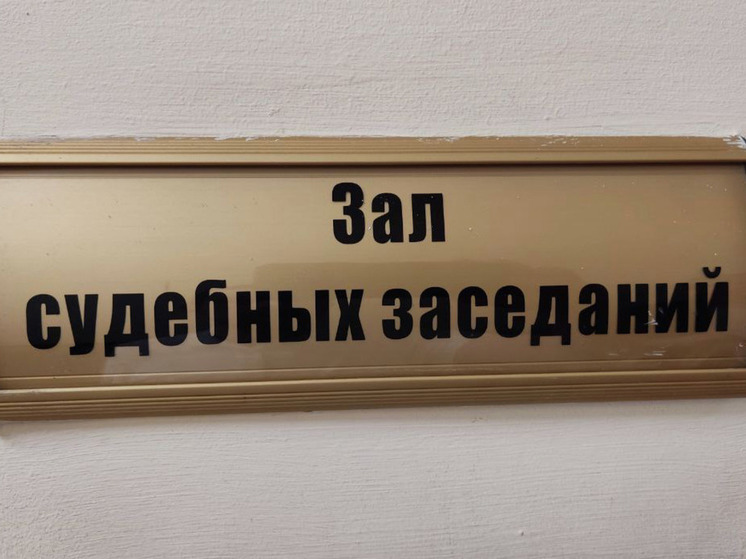 Зал
судебных заседаний